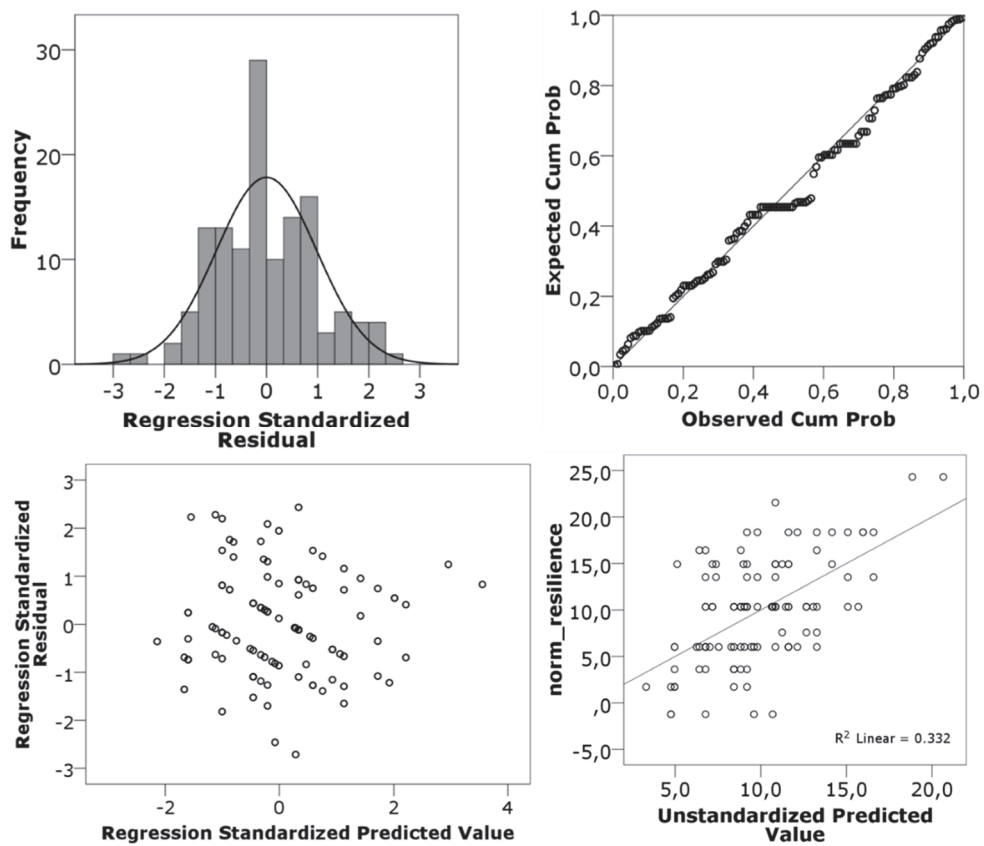 Frequency
30
20
10
0
-3 -2 -1 0 1 2 3
Regression Standardized
Residual
Expected Cum Prob
1,0
0,8
0,6
0,4
0,2
0,0
0,0 0,2 0,4 0,6 0,8 1,0
Observed Cum Prob
Regression Standardized
Residual
3
2
1
0
-1
-2
-3
-2 0 2 4
Regression Standardized Predicted Value
norm_resilience
25,0
20,0
15,0
10,0
5,0
,0
-5,0
R² Linear = 0.332
5,0 10,0 15,0 20,0
Unstandardized Predicted
Value